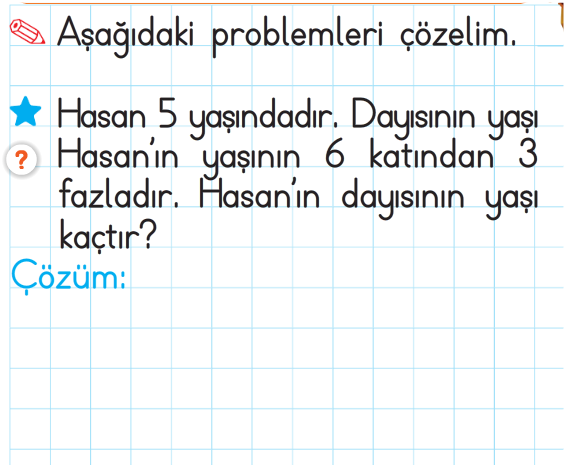 Aşağıdaki problemleri çözelim.
Hasan 5 yaşındadır. Dayısının yaşı
? Hasan'ın yaşının 6 katından 3
fazladır. Hasan'ın dayısının yaşı
kaçtır?
Çözüm: